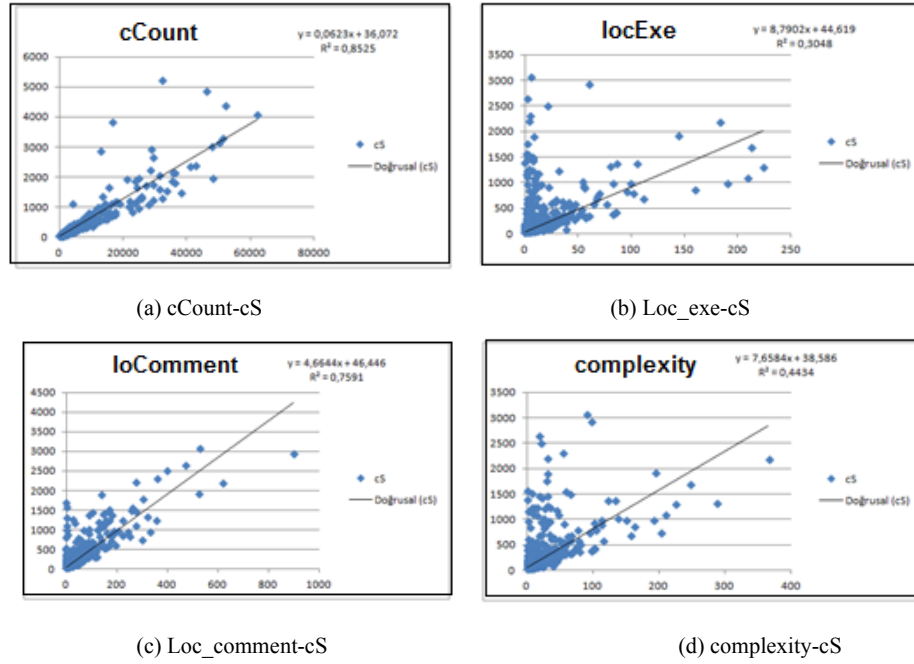 cCount
y = 0,0623x + 36,072
R² = 0,8525
6000
5000
4000
3000
2000
1000
0
0 20000 40000 60000 80000
cS
Doğrusal (cS)
(a) cCount-cS
locExe
y = 8,7902x + 44,619
R² = 0,3048
3500
3000
2500
2000
1500
1000
500
0
0 50 100 150 200 250
cS
Doğrusal (cS)
(b) Loc_exe-cS
loComment
y = 4,6644x + 46,446
R² = 0,7591
4500
4000
3500
3000
2500
2000
1500
1000
500
0
0 200 400 600 800 1000
cS
Doğrusal (cS)
(c) Loc_comment-cS
complexity
y = 7,6584x + 38,586
R² = 0,4434
3500
3000
2500
2000
1500
1000
500
0
0 100 200 300 400
cS
Doğrusal (cS)
(d) complexity-cS